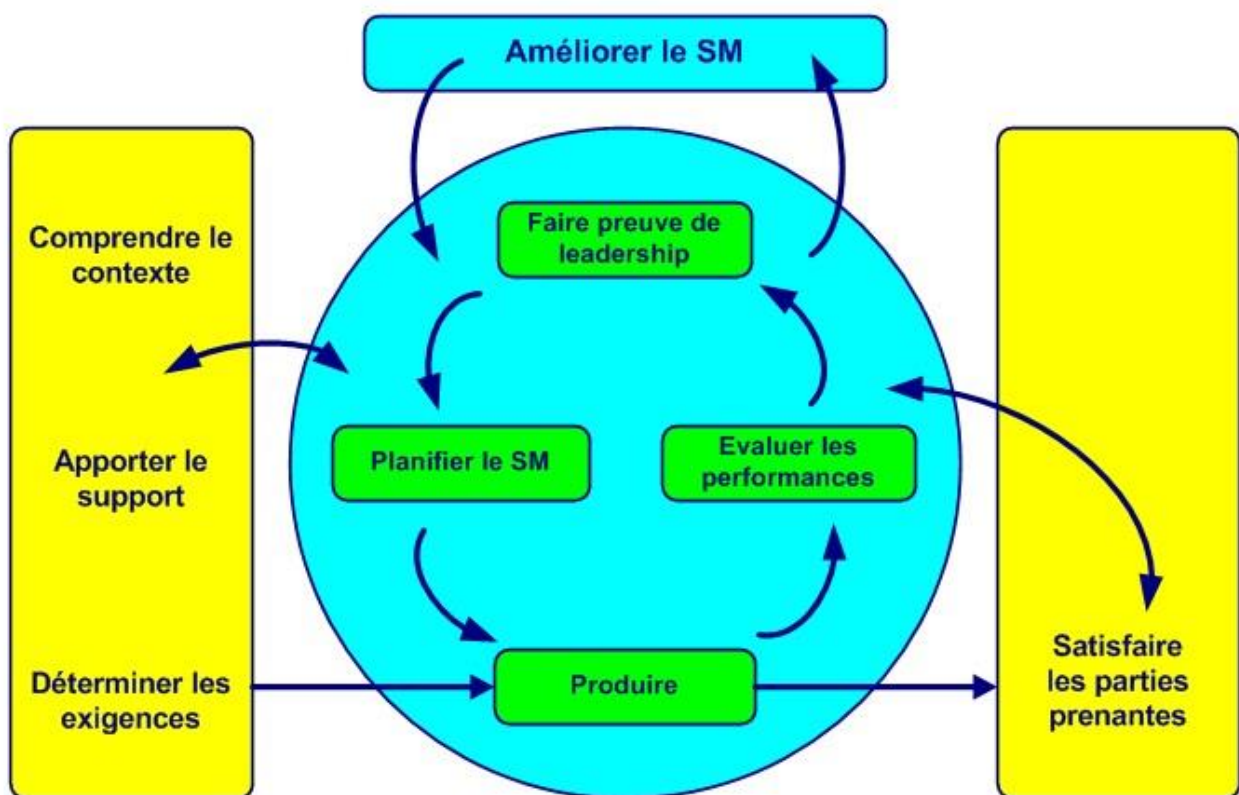 Améliorer le SM
Comprendre le
contexte
Apporter le
support
Déterminer les
exigences
Faire preuve de
leadership
Planifier le SM
Evaluer les
performances
Produire
Satisfaire
les parties
prenantes